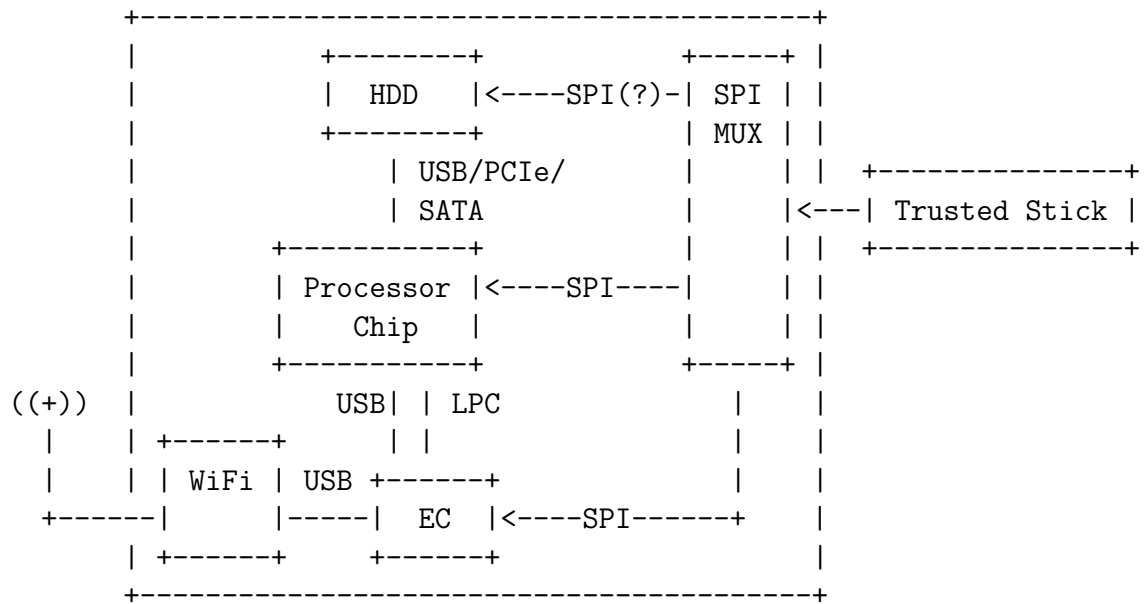 HDD <----SPI(?)-| SPI
MUX
USB/PCIe/
SATA <---| Trusted Stick
Processor <----SPI----
Chip
((+)) USB LPC
WiFi USB
EC <----SPI------+